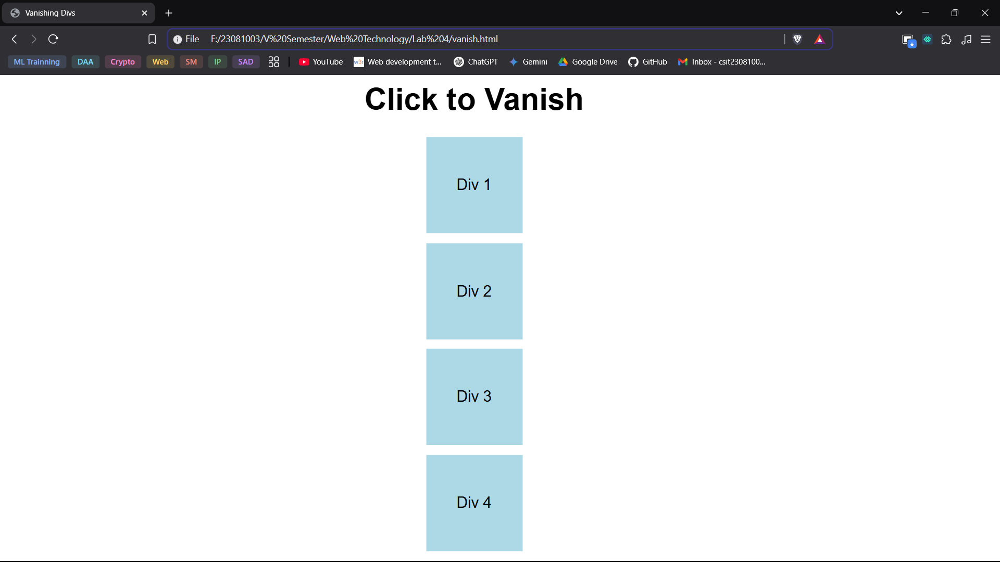 Vanishing Divs
File F:/23081003/V%20Semester/Web%20Technology/Lab%204/vanish.html
ML Trainning DAA Crypto Web SM IP SAD YouTube w3r Web development t... ChatGPT Gemini Google Drive GitHub Inbox - csit2308100...
Click to Vanish
Div 1
Div 2
Div 3
Div 4